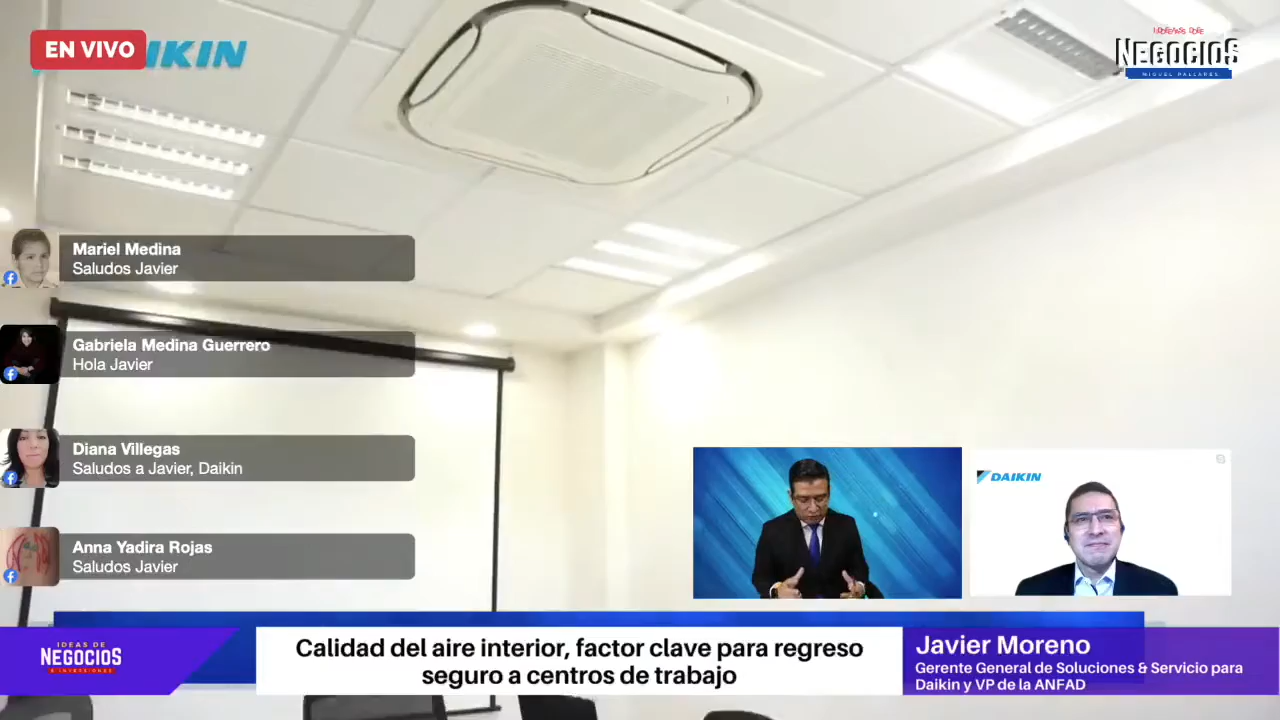 EN VIVO
IKIN
IDEAS DE
NEGOCIOS
MIGUEL PALLARES
Mariel Medina
Saludos Javier
Gabriela Medina Guerrero
Hola Javier
Diana Villegas
Saludos a Javier, Daikin
Anna Yadira Rojas
Saludos Javier
DAIKIN
IDEAS DE
NEGOCIOS
E INVERSIONES
Calidad del aire interior, factor clave para regreso
seguro a centros de trabajo
Javier Moreno
Gerente General de Soluciones & Servicio para
Daikin y VP de la ANFAD